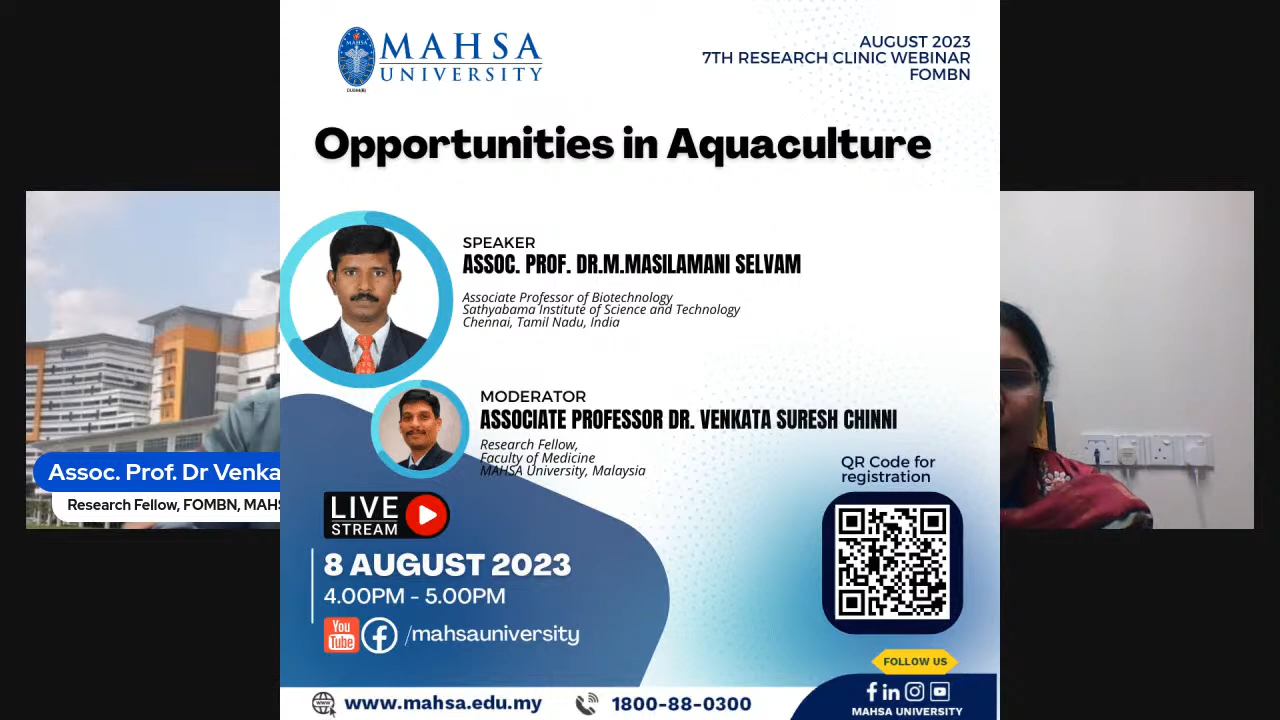 MAHSA
MAHSA
UNIVERSITY
AUGUST 2023
7TH RESEARCH CLINIC WEBINAR
FOMBN
Opportunities in Aquaculture
SPEAKER
ASSOC. PROF. DR.M.MASILAMANI SELVAM
Associate Professor of Biotechnology
Sathyabama Institute of Science and Technology
Chennai, Tamil Nadu, India
MODERATOR
ASSOCIATE PROFESSOR DR. VENKATA SURESH CHINNI
Research Fellow,
Faculty of Medicine
MAHSA University, Malaysia
Assoc. Prof. Dr Venka
Research Fellow, FOMBN, MAHS
QR Code for
registration
LIVE
STREAM
8 AUGUST 2023
4.00PM - 5.00PM
You
Tube
/mahsauniversity
FOLLOW US
www.mahsa.edu.my
1800-88-0300
MAHSA UNIVERSITY